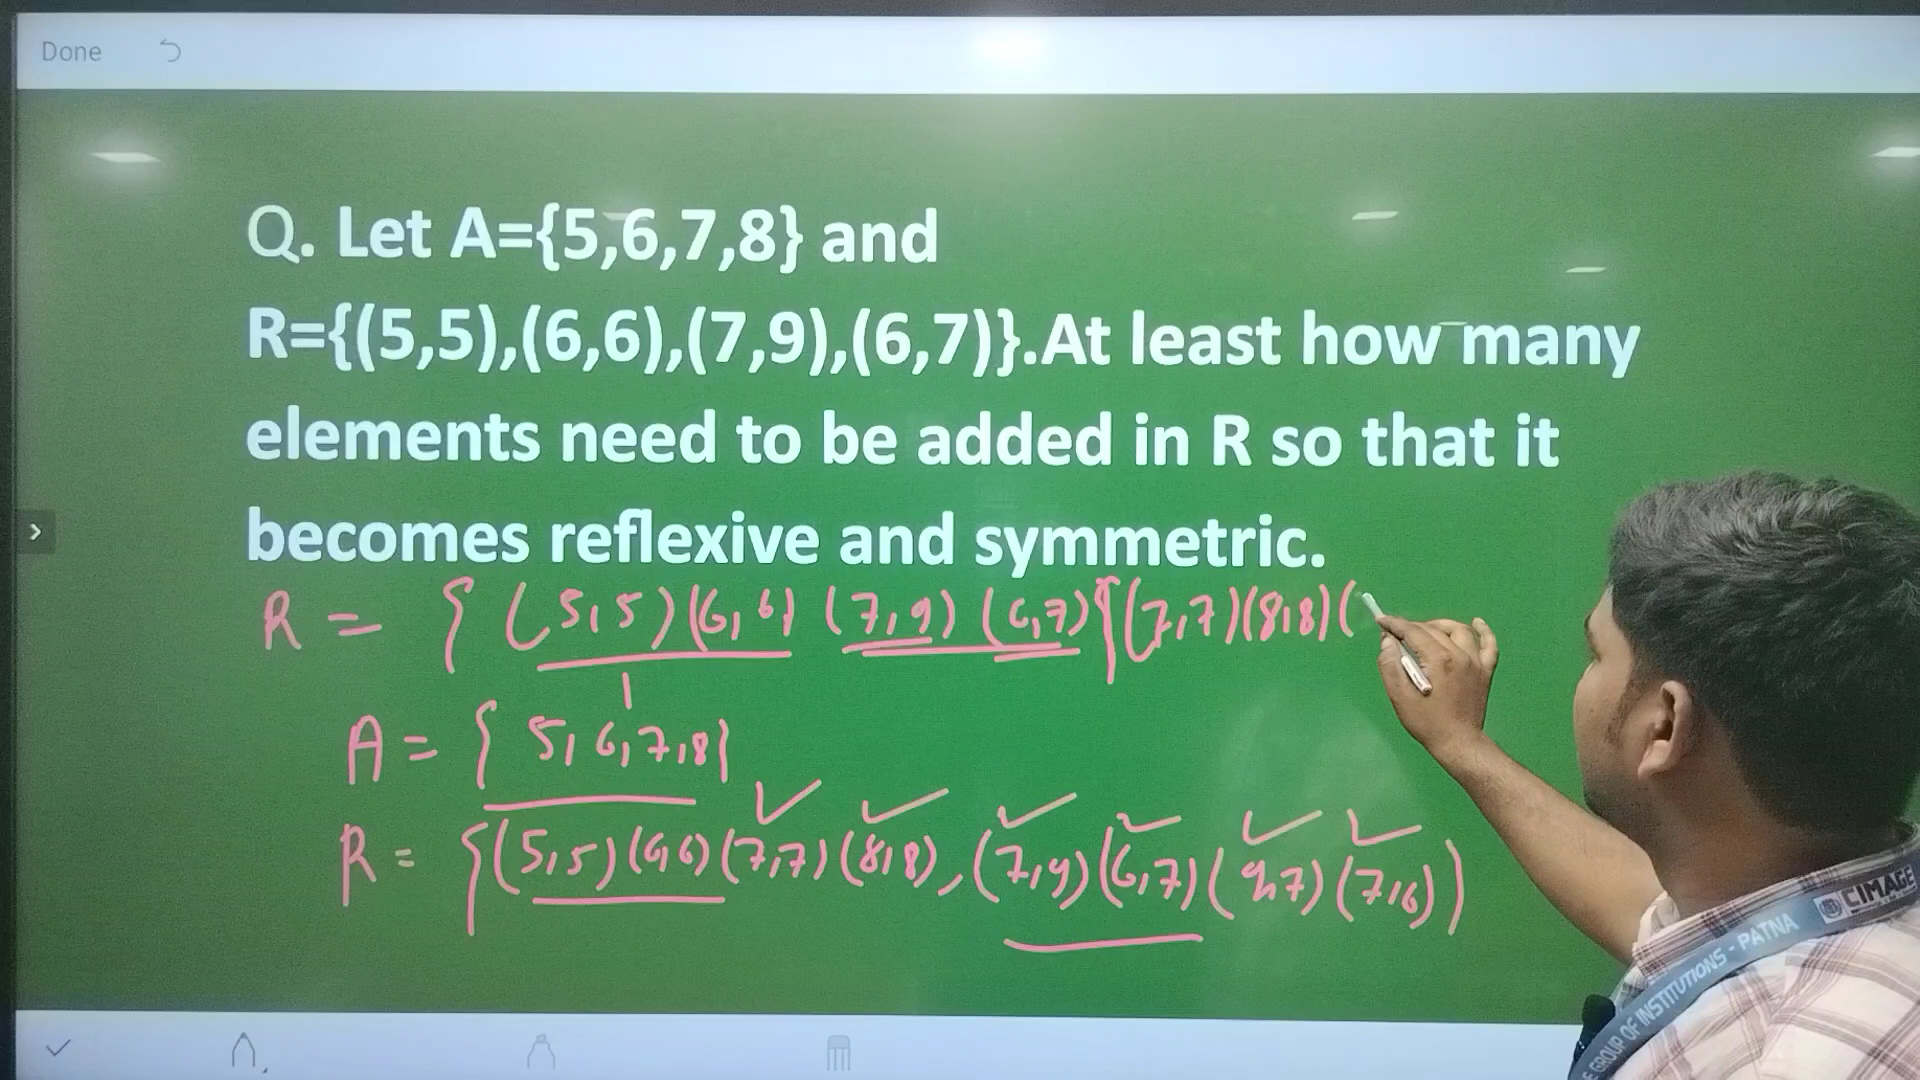 Done
Q. Let A={5,6,7,8} and
R={(5,5),(6,6),(7,9),(6,7)}.At least how many
elements need to be added in R so that it
becomes reflexive and symmetric.
R = { (5,5)(6,6) (7,9) (6,7)}(7,7)(8,8)(
A = { 5,6,7,8}
R = {(5,5)(6,6)(7,7)(8,8),(7,9)(6,7)(9,7)(7,6)}
CIMAGE
GROUP OF INSTITUTIONS - PATNA